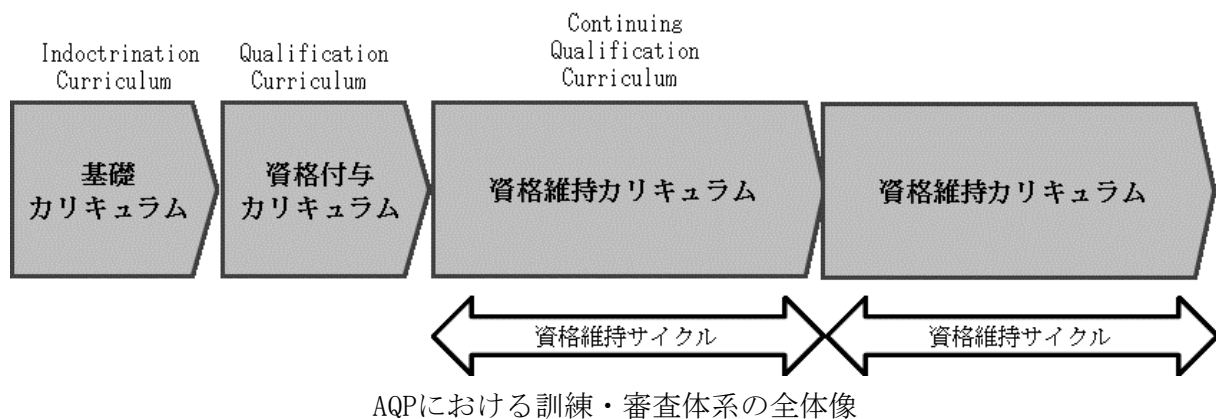 Indoctrination
Curriculum
Qualification
Curriculum
Continuing
Qualification
Curriculum
基礎
カリキュラム
資格付与
カリキュラム
資格維持カリキュラム
資格維持カリキュラム
資格維持サイクル
資格維持サイクル
AQPにおける訓練・審査体系の全体像